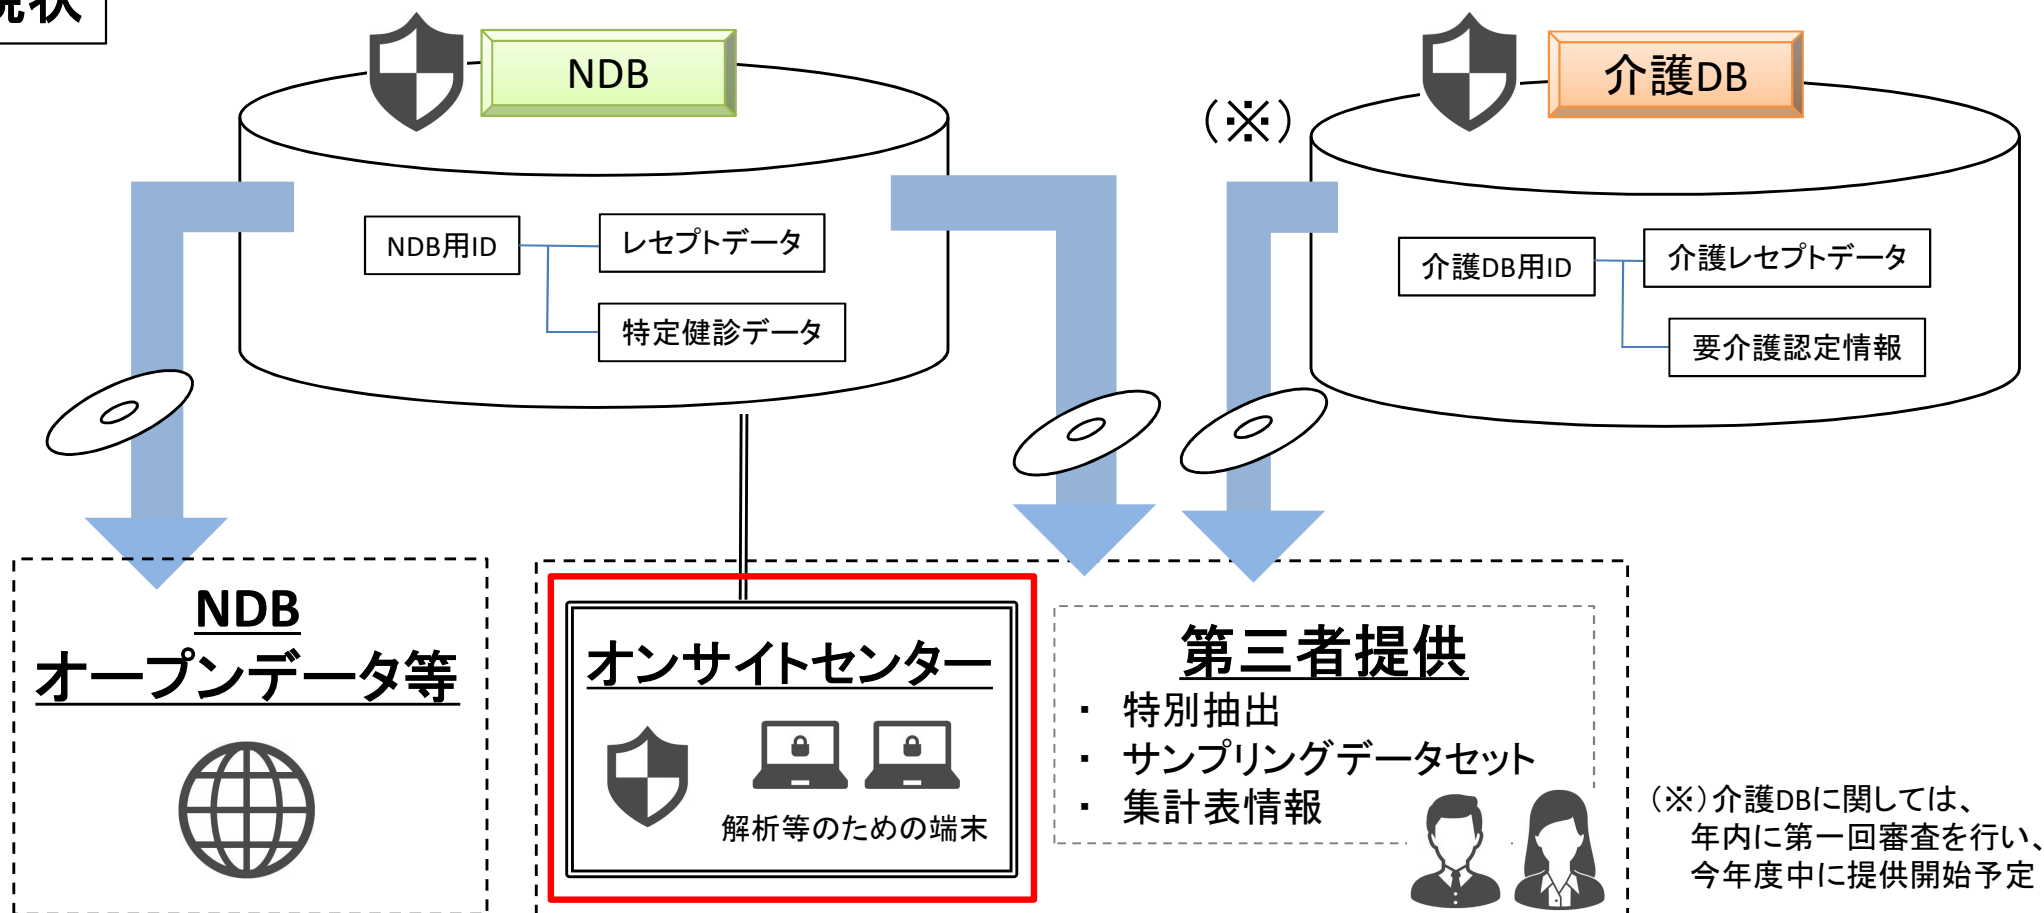 現状
NDB
介護DB
（※）
NDB用ID
レセプトデータ
特定健診データ
介護DB用ID
介護レセプトデータ
要介護認定情報
NDB
オープンデータ等
オンサイトセンター
解析等のための端末
第三者提供
・ 特別抽出
・ サンプリングデータセット
・ 集計表情報
（※）介護DBに関しては、
年内に第一回審査を行い、
今年度中に提供開始予定